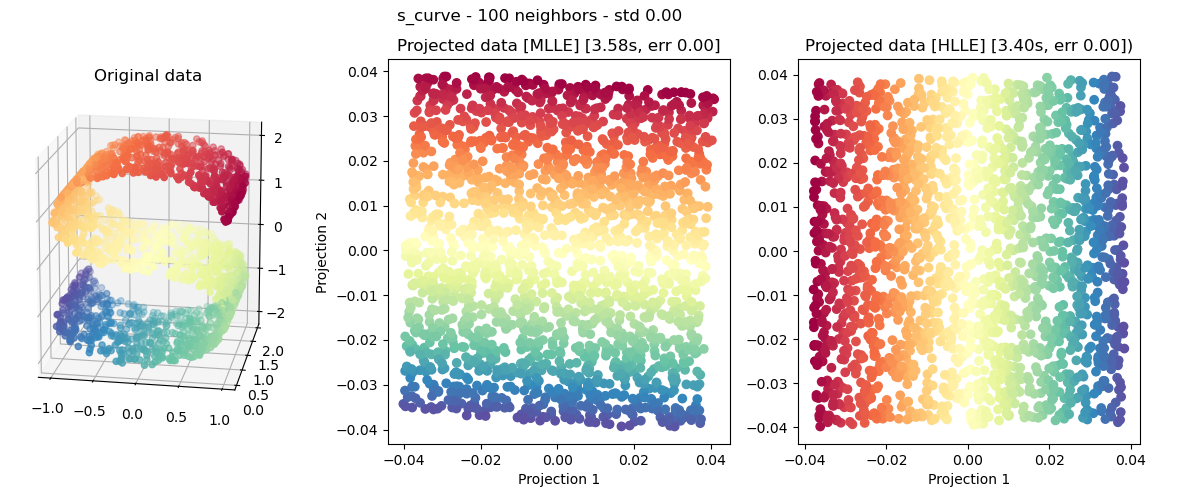 s_curve - 100 neighbors - std 0.00
Original data
2
1
0
−1
−2
2.0
1.5
1.0
0.5
0.0
−1.0 −0.5 0.0 0.5 1.0
Projected data [MLLE] [3.58s, err 0.00]
0.04
0.03
0.02
0.01
0.00
−0.01
−0.02
−0.03
−0.04
Projection 2
−0.04 −0.02 0.00 0.02 0.04
Projection 1
Projected data [HLLE] [3.40s, err 0.00])
0.04
0.03
0.02
0.01
0.00
−0.01
−0.02
−0.03
−0.04
−0.04 −0.02 0.00 0.02 0.04
Projection 1